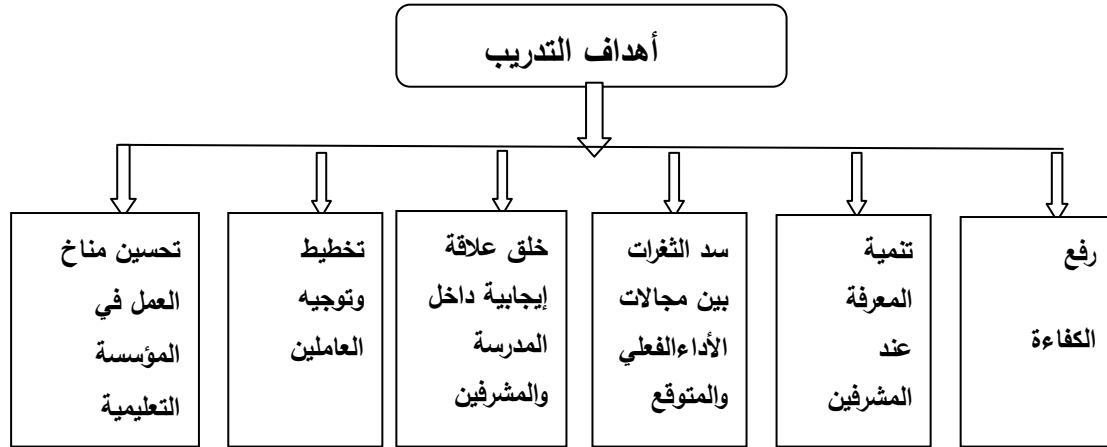 أهداف التدريب
رفع
الكفاءة
تنمية
المعرفة
عند
المشرفين
سد الثغرات
بين مجالات
الأداءالفعلي
والمتوقع
خلق علاقة
إيجابية داخل
المدرسة
والمشرفين
تخطيط
وتوجيه
العاملين
تحسين مناخ
العمل في
المؤسسة
التعليمية